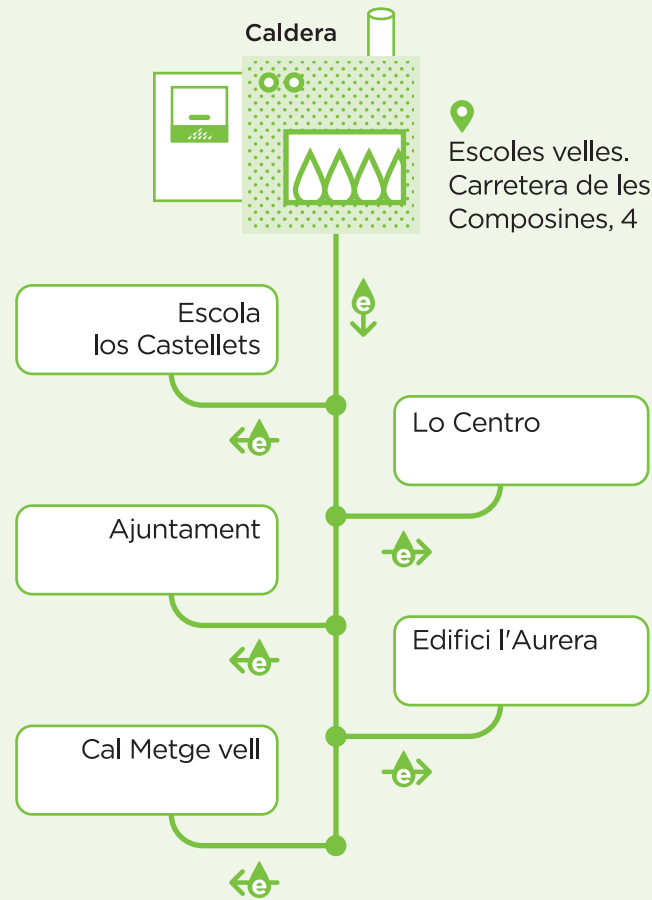 Caldera
Escoles velles.
Carretera de les
Composines, 4
e
Escola
los Castellets
e
Lo Centro
e
Ajuntament
e
Edifici l'Aurera
e
Cal Metge vell
e